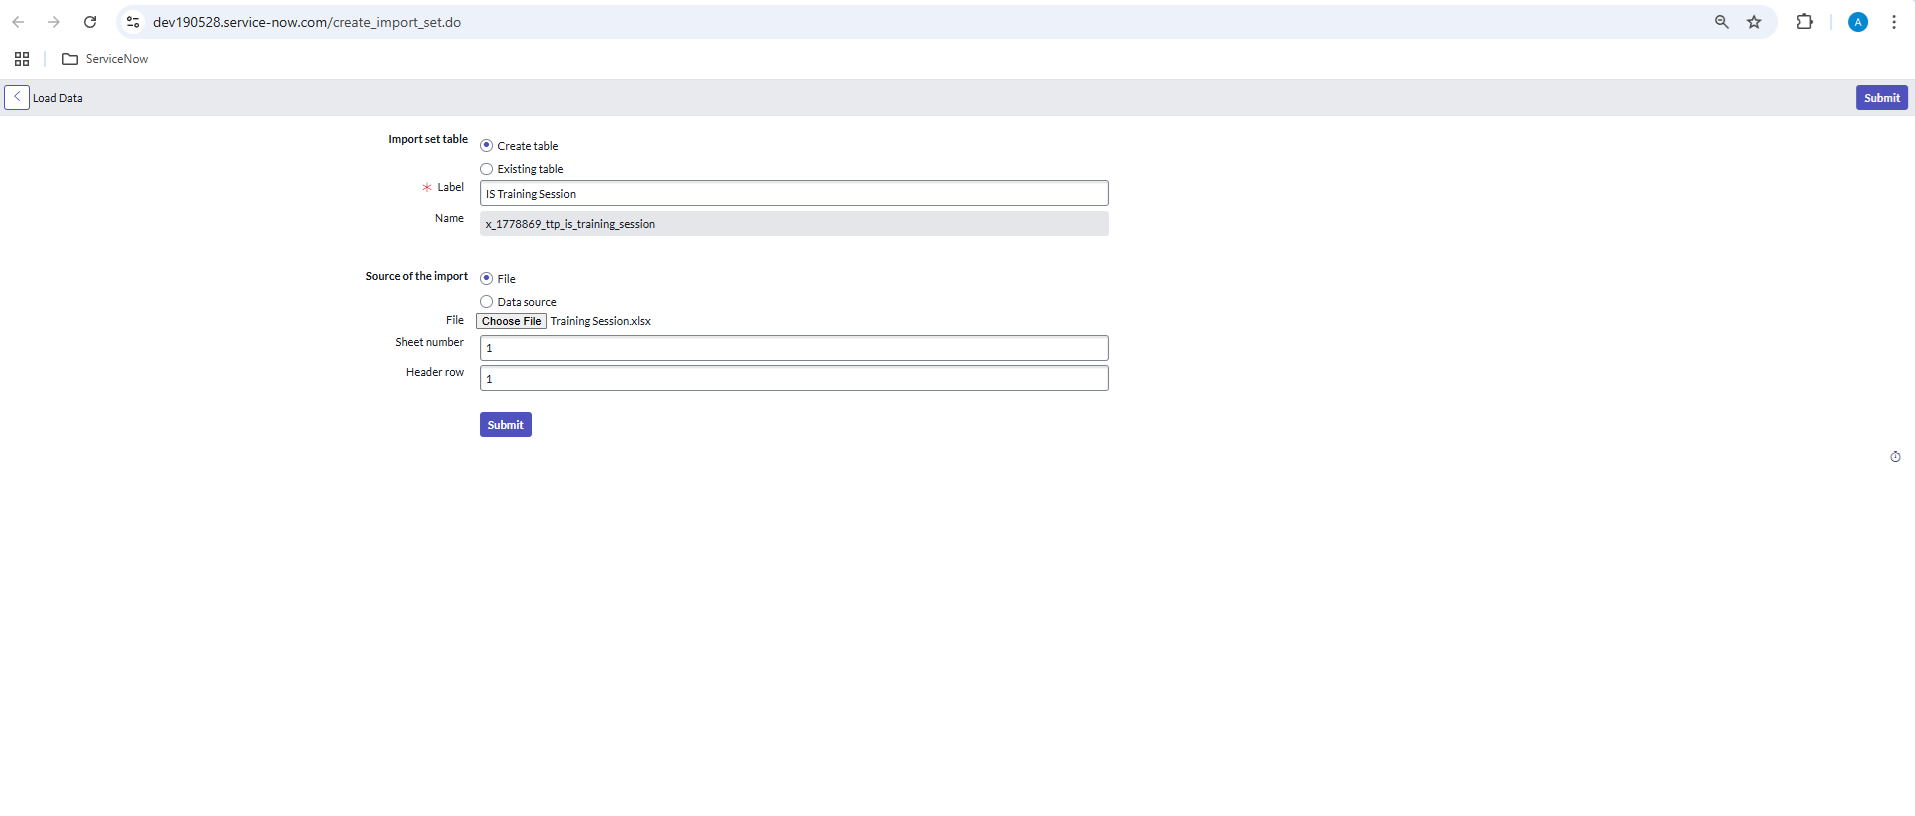 dev190528.service-now.com/create_import_set.do
A
ServiceNow
Load Data
Submit
Import set table
Create table
Existing table
Label
IS Training Session
Name
x_1778869_ttp_is_training_session
Source of the import
File
Data source
File
Choose File Training Session.xlsx
Sheet number
1
Header row
1
Submit